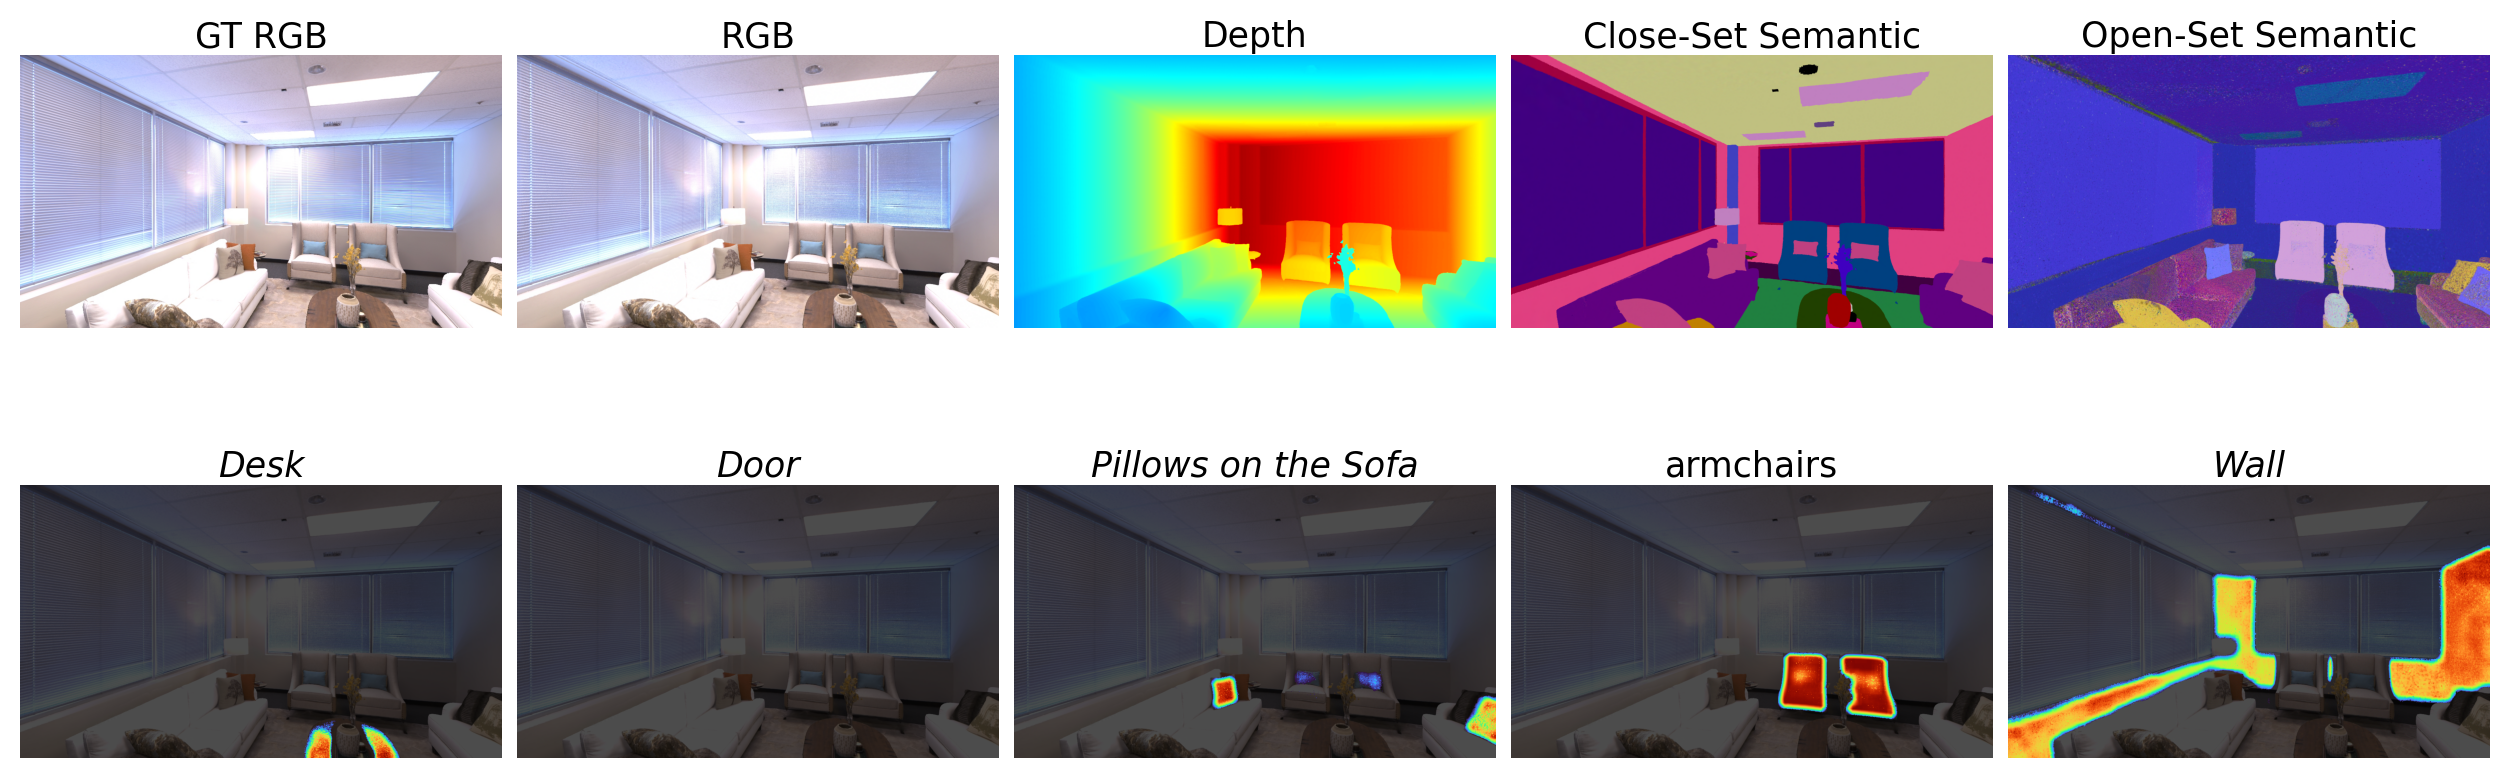 GT RGB
RGB
Depth
Close-Set Semantic
Open-Set Semantic
Desk
Door
Pillows on the Sofa
armchairs
Wall